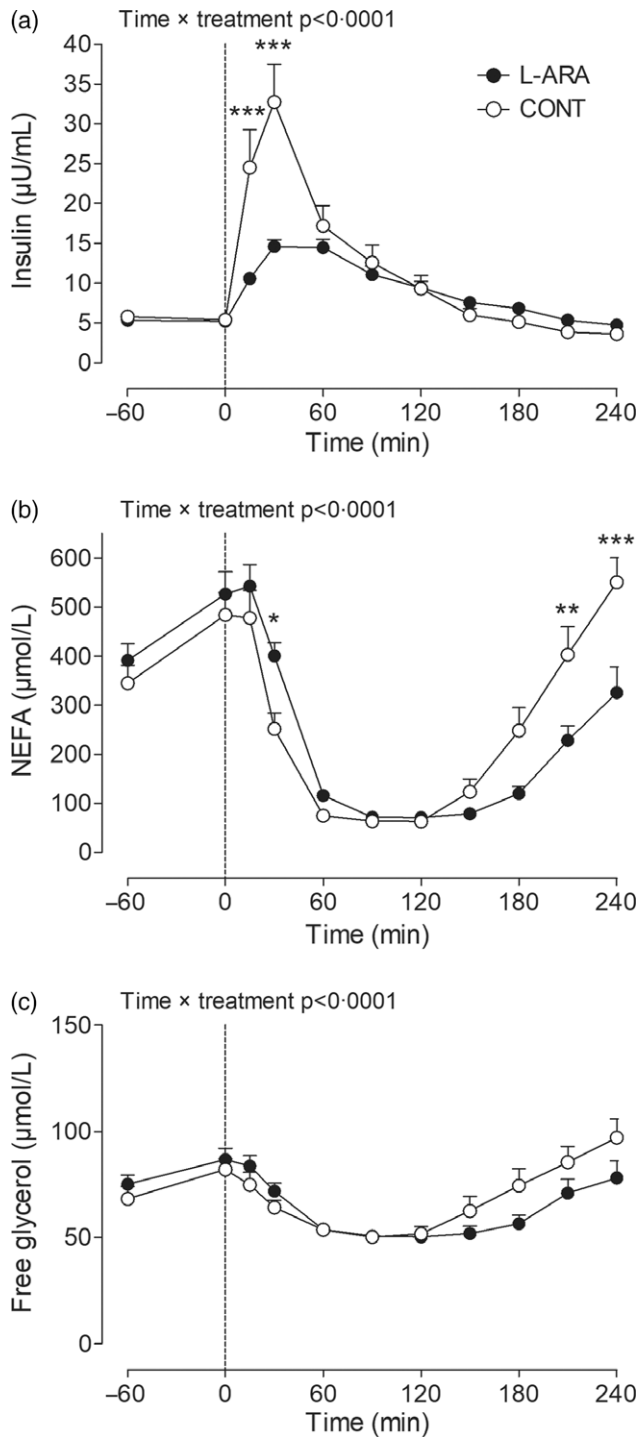 (a)
Time × treatment p<0·0001
***
***
L-ARA
CONT
Insulin (µU/mL)
40
35
30
25
20
15
10
5
0
–60 0 60 120 180 240
Time (min)
(b)
Time × treatment p<0·0001
*
**
***
NEFA (µmol/L)
600
500
400
300
200
100
0
–60 0 60 120 180 240
Time (min)
(c)
Time × treatment p<0·0001
Free glycerol (µmol/L)
150
100
50
0
–60 0 60 120 180 240
Time (min)